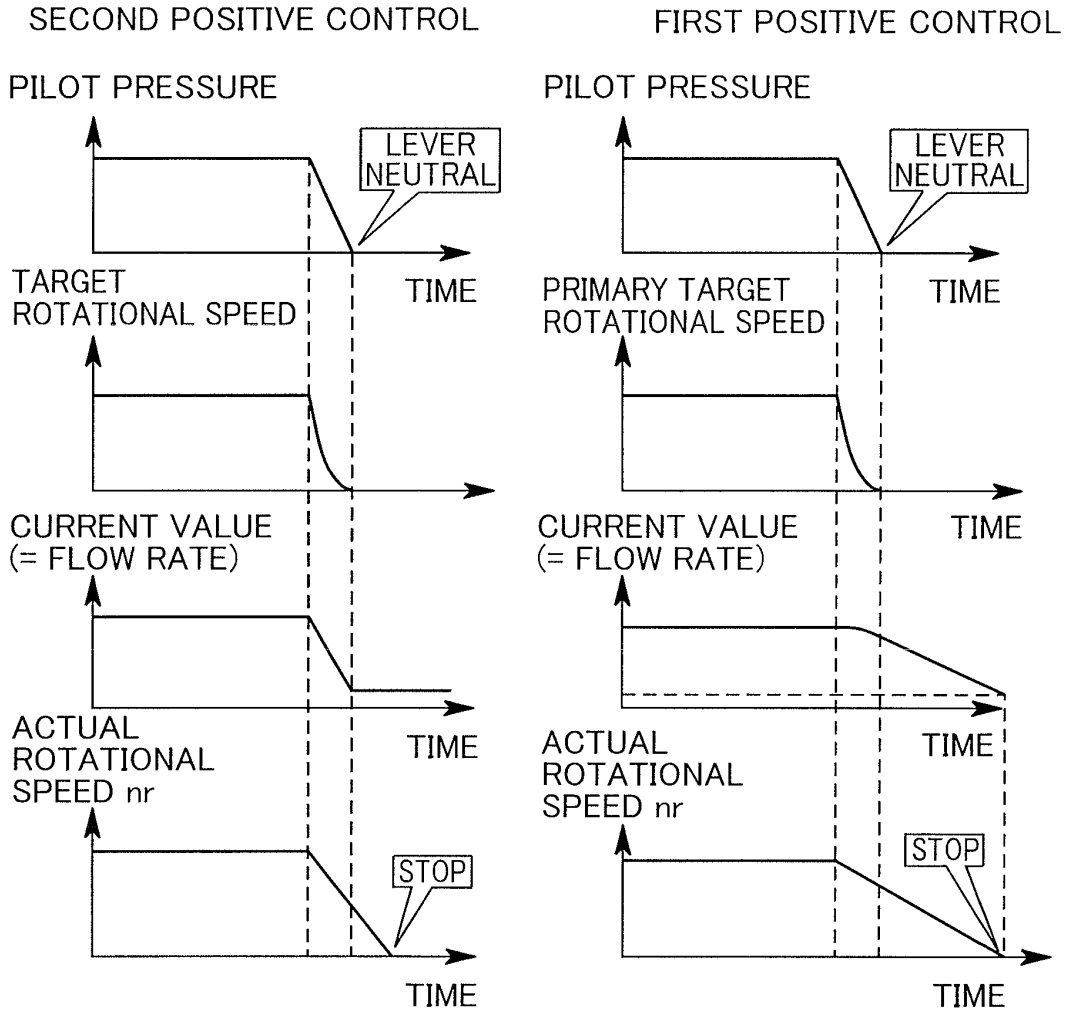 SECOND POSITIVE CONTROL
PILOT PRESSURE
LEVER
NEUTRAL
TIME
TARGET
ROTATIONAL SPEED
CURRENT VALUE
(= FLOW RATE)
TIME
ACTUAL
ROTATIONAL
SPEED nr
STOP
TIME
FIRST POSITIVE CONTROL
PILOT PRESSURE
LEVER
NEUTRAL
TIME
PRIMARY TARGET
ROTATIONAL SPEED
TIME
CURRENT VALUE
(= FLOW RATE)
TIME
ACTUAL
ROTATIONAL
SPEED nr
STOP
TIME